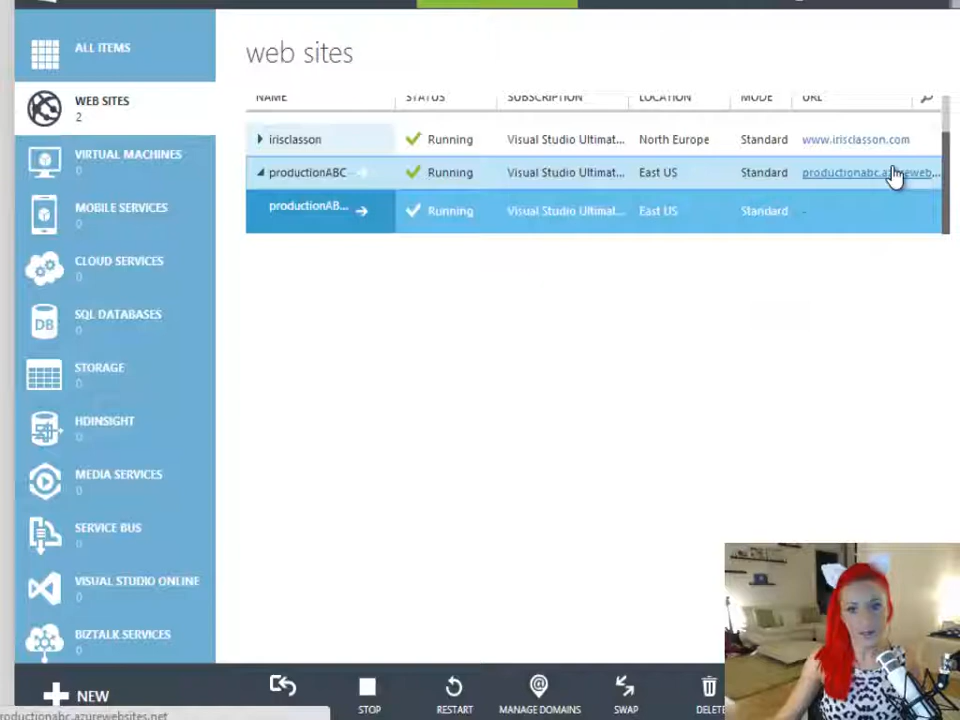 ALL ITEMS
web sites
WEB SITES
2
NAME STATUS SUBSCRIPTION LOCATION MODE URL
irisclasson Running Visual Studio Ultimat... North Europe Standard www.irisclasson.com
productionABC Running Visual Studio Ultimat... East US Standard productionabc.azureweb...
productionAB... Running Visual Studio Ultimat... East US Standard -
VIRTUAL MACHINES
0
MOBILE SERVICES
0
CLOUD SERVICES
0
DB
SQL DATABASES
0
STORAGE
0
HDINSIGHT
0
MEDIA SERVICES
0
SERVICE BUS
0
VISUAL STUDIO ONLINE
0
BIZTALK SERVICES
0
NEW
STOP RESTART MANAGE DOMAINS SWAP DELETE
roductionabc.azurewebsites.net